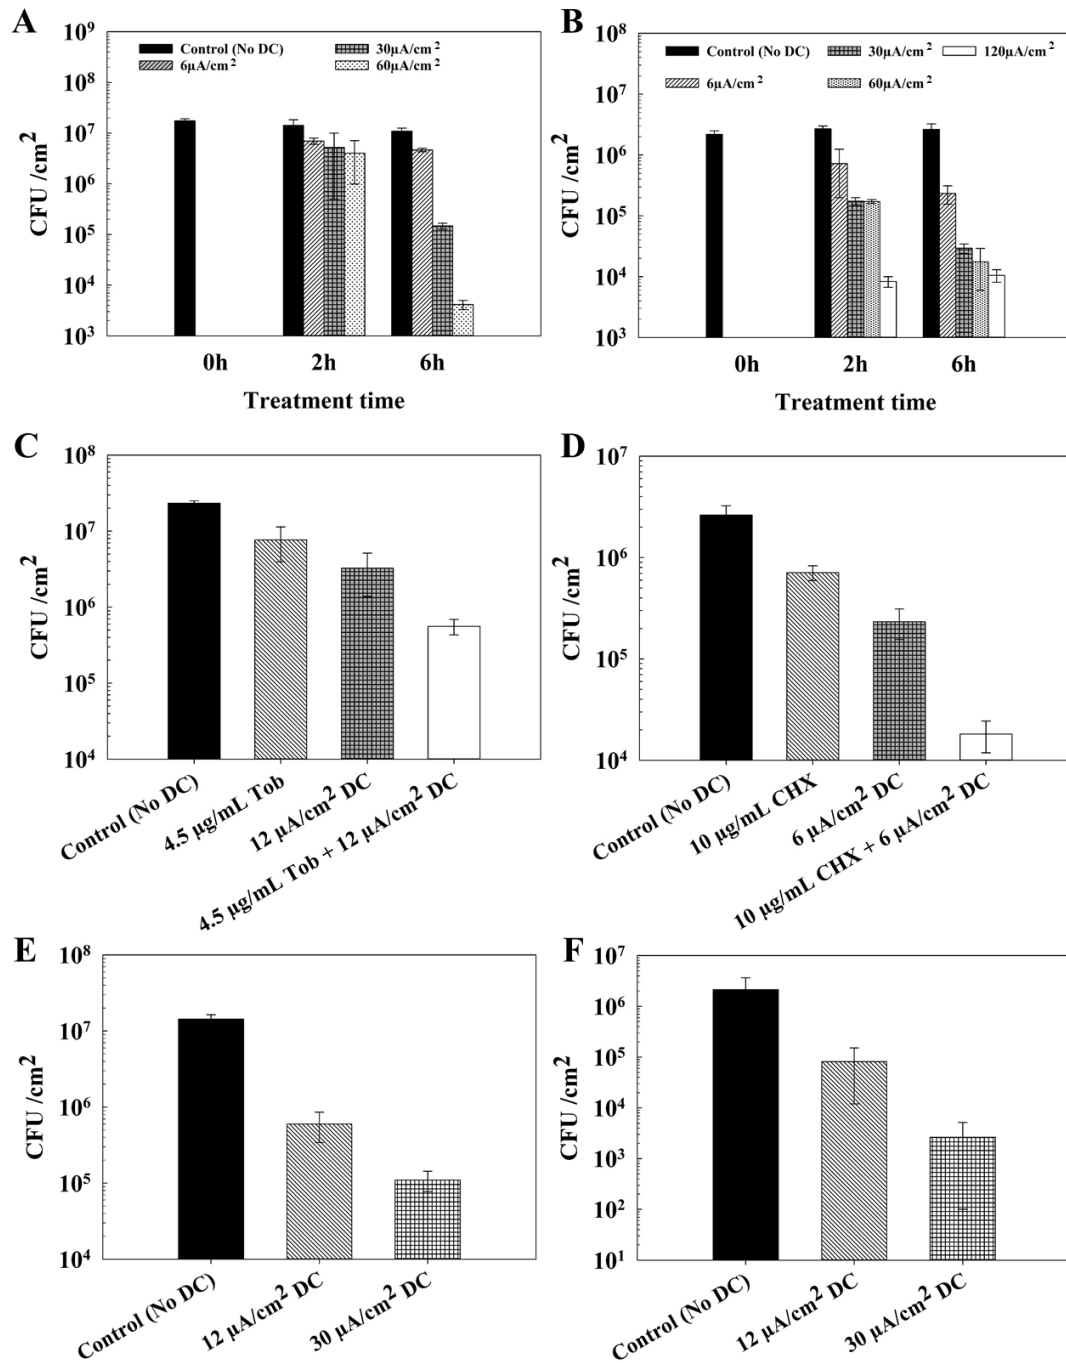 A
10⁹
10⁸
10⁷
10⁶
10⁵
10⁴
10³
CFU /cm²
Control (No DC)
30µA/cm²
6µA/cm²
60µA/cm²
0h
2h
6h
Treatment time
B
10⁸
10⁷
10⁶
10⁵
10⁴
10³
CFU /cm²
Control (No DC)
30µA/cm²
120µA/cm²
6µA/cm²
60µA/cm²
0h
2h
6h
Treatment time
C
10⁸
10⁷
10⁶
10⁵
10⁴
CFU /cm²
Control (No DC)
4.5 µg/mL Tob
12 µA/cm² DC
4.5 µg/mL Tob + 12 µA/cm² DC
D
10⁷
10⁶
10⁵
10⁴
CFU /cm²
Control (No DC)
10 µg/mL CHX
6 µA/cm² DC
10 µg/mL CHX + 6 µA/cm² DC
E
10⁸
10⁷
10⁶
10⁵
10⁴
CFU /cm²
Control (No DC)
12 µA/cm² DC
30 µA/cm² DC
F
10⁷
10⁶
10⁵
10⁴
10³
10²
10¹
CFU /cm²
Control (No DC)
12 µA/cm² DC
30 µA/cm² DC